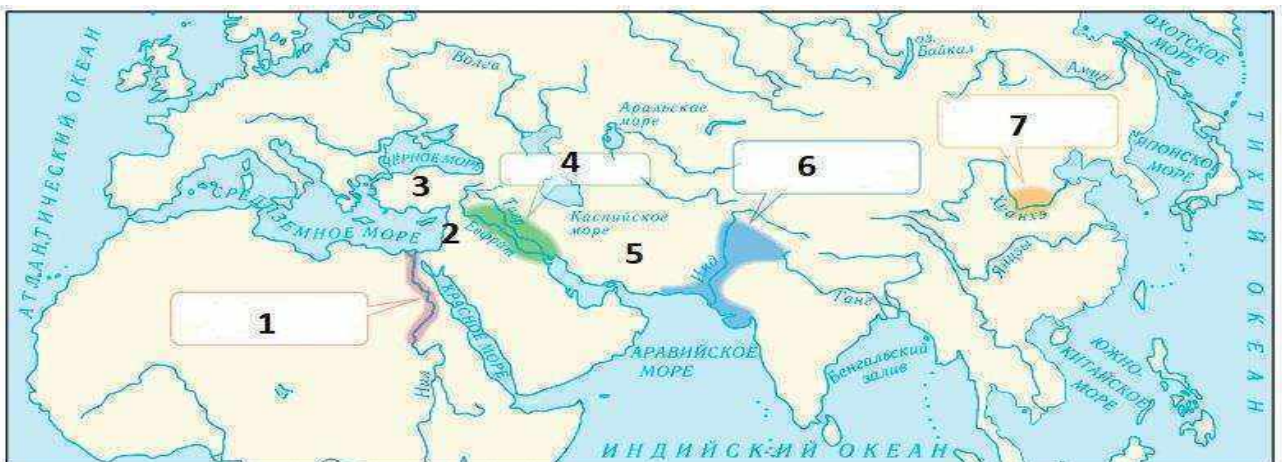 АТЛАНТИЧЕСКИЙ ОКЕАН
Волга
оз.
Байкал
ОХОТСКОЕ
МОРЕ
Амур
Аральское
море
7
ТИХИЙ ОКЕАН
ЯПОНСКО
МОРЕ
ЧЁРНОЕ МОРЕ
4
6
3
СРЕДИЗЕМНОЕ МОРЕ
2
Тигр
Евфрат
Каспийское
море
5
Инд
Хуанхэ
Янцзы
Ганг
1
КРАСНОЕ МОРЕ
Нил
АРАВИЙСКОЕ
МОРЕ
Бенгальский
залив
ЮЖНО-
КИТАЙСКОЕ
МОРЕ
ИНДИЙСКИЙ ОКЕАН